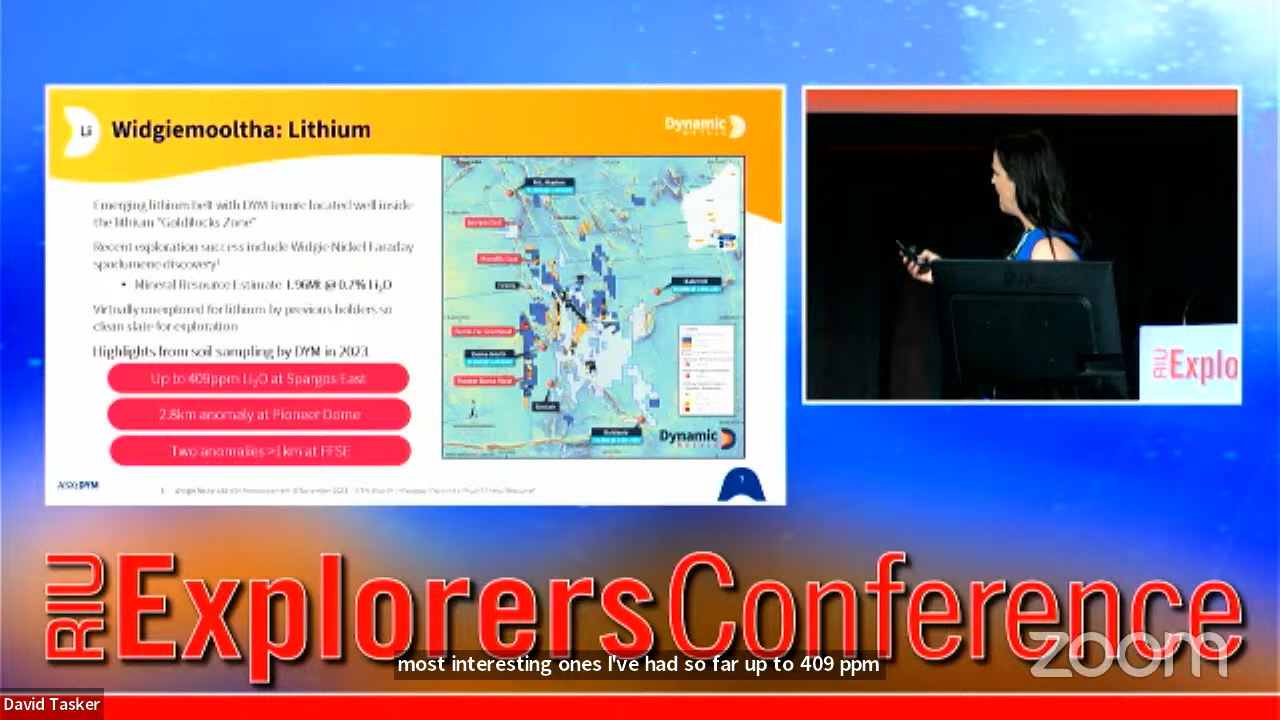 Li
Widgiemooltha: Lithium
Dynamic
METALS
Emerging lithium belt with DYM tenure located well inside
the lithium "Goldilocks Zone"
Recent exploration success include Widgie Nickel Faraday
spodumene discovery¹
• Mineral Resource Estimate 1.96Mt @ 0.7% Li₂O
Virtually unexplored for lithium by previous holders so
clean slate for exploration
Highlights from soil sampling by DYM in 2023
Up to 409ppm Li₂O at Spargos East
2.8km anomaly at Pioneer Dome
Two anomalies >1km at FFSE
Dynamic
METALS
ASX:DYM
RIU
Explo
RIU
ExplorersConference
most interesting ones I've had so far up to 409 ppm
zoom
David Tasker